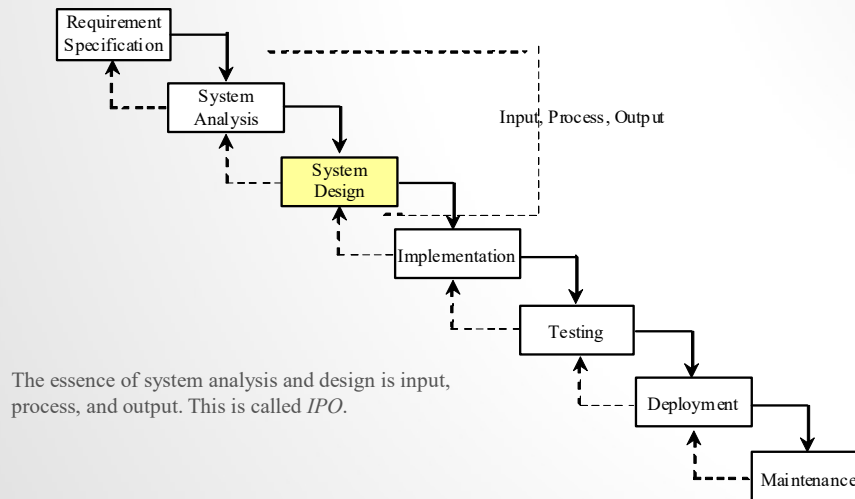 Requirement
Specification
System
Analysis
Input, Process, Output
System
Design
Implementation
Testing
The essence of system analysis and design is input,
process, and output. This is called IPO.
Deployment
Maintenance